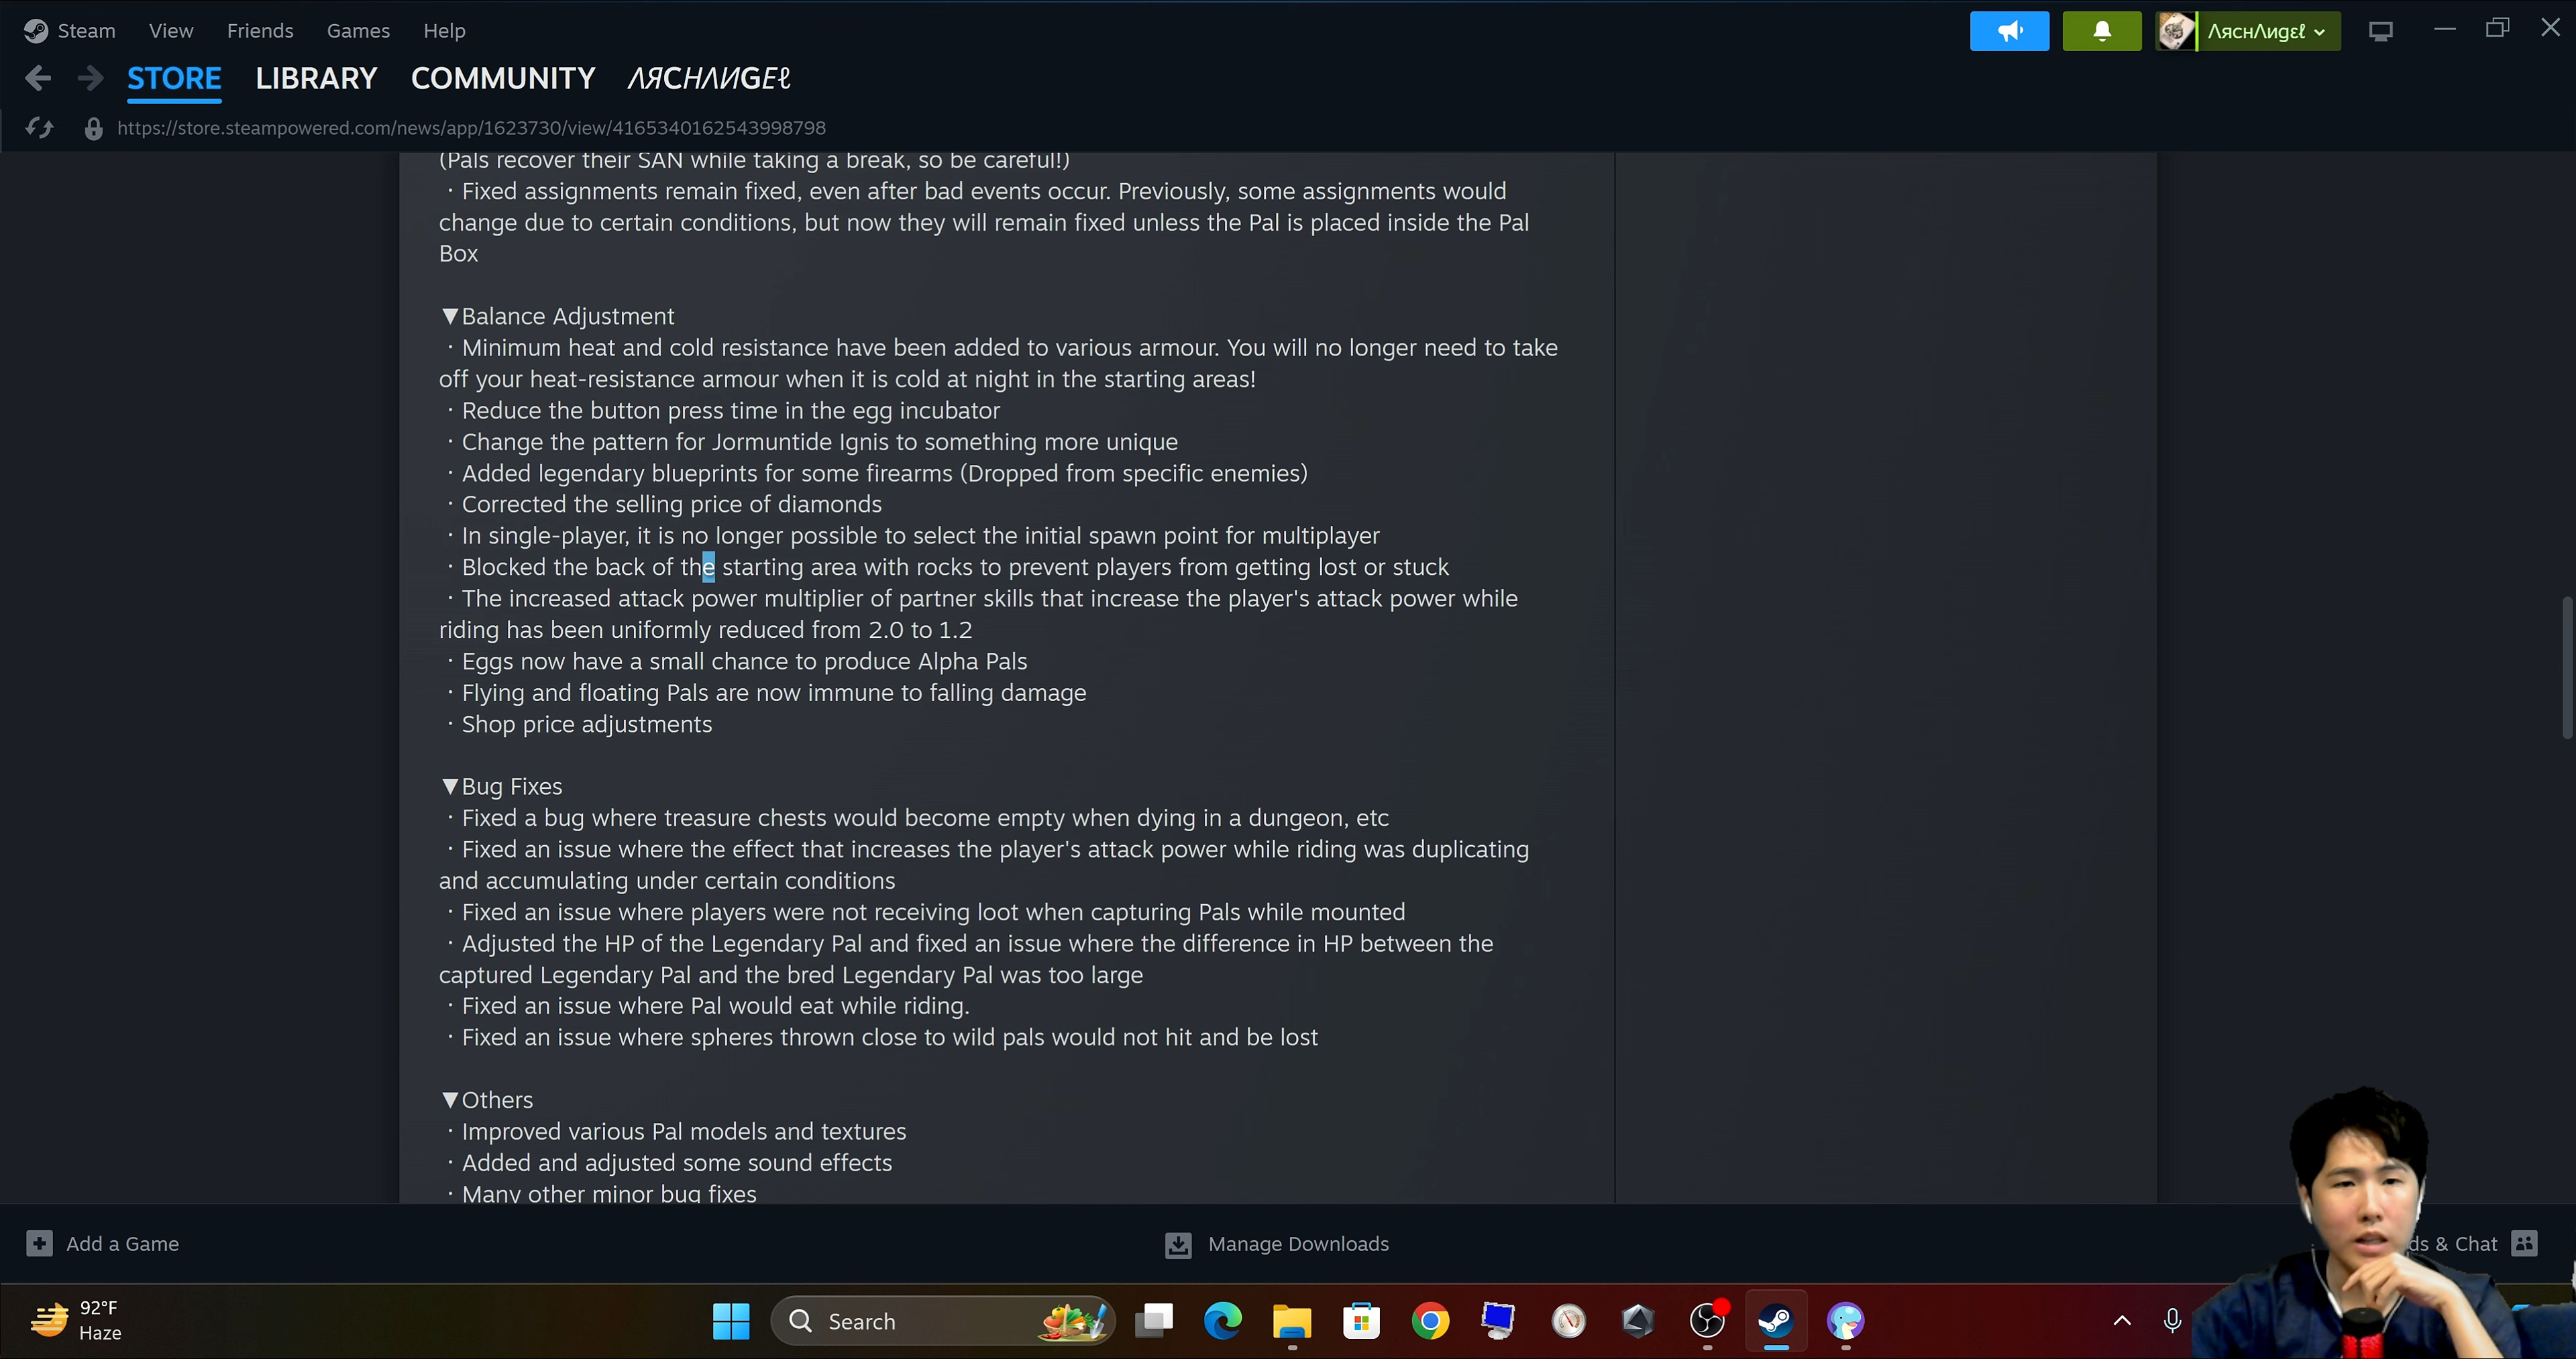 Steam View Friends Games Help
ΛЯCHΛИGƐℓ
STORE LIBRARY COMMUNITY ΛЯCHΛИGEℓ
https://store.steampowered.com/news/app/1623730/view/4165340162543998798
(Pals recover their SAN while taking a break, so be careful!)
・Fixed assignments remain fixed, even after bad events occur. Previously, some assignments would
change due to certain conditions, but now they will remain fixed unless the Pal is placed inside the Pal
Box
▼Balance Adjustment
・Minimum heat and cold resistance have been added to various armour. You will no longer need to take
off your heat-resistance armour when it is cold at night in the starting areas!
・Reduce the button press time in the egg incubator
・Change the pattern for Jormuntide Ignis to something more unique
・Added legendary blueprints for some firearms (Dropped from specific enemies)
・Corrected the selling price of diamonds
・In single-player, it is no longer possible to select the initial spawn point for multiplayer
・Blocked the back of the starting area with rocks to prevent players from getting lost or stuck
・The increased attack power multiplier of partner skills that increase the player's attack power while
riding has been uniformly reduced from 2.0 to 1.2
・Eggs now have a small chance to produce Alpha Pals
・Flying and floating Pals are now immune to falling damage
・Shop price adjustments
▼Bug Fixes
・Fixed a bug where treasure chests would become empty when dying in a dungeon, etc
・Fixed an issue where the effect that increases the player's attack power while riding was duplicating
and accumulating under certain conditions
・Fixed an issue where players were not receiving loot when capturing Pals while mounted
・Adjusted the HP of the Legendary Pal and fixed an issue where the difference in HP between the
captured Legendary Pal and the bred Legendary Pal was too large
・Fixed an issue where Pal would eat while riding.
・Fixed an issue where spheres thrown close to wild pals would not hit and be lost
▼Others
・Improved various Pal models and textures
・Added and adjusted some sound effects
・Many other minor bug fixes
Add a Game
Manage Downloads
ds & Chat
92°F
Haze
Search